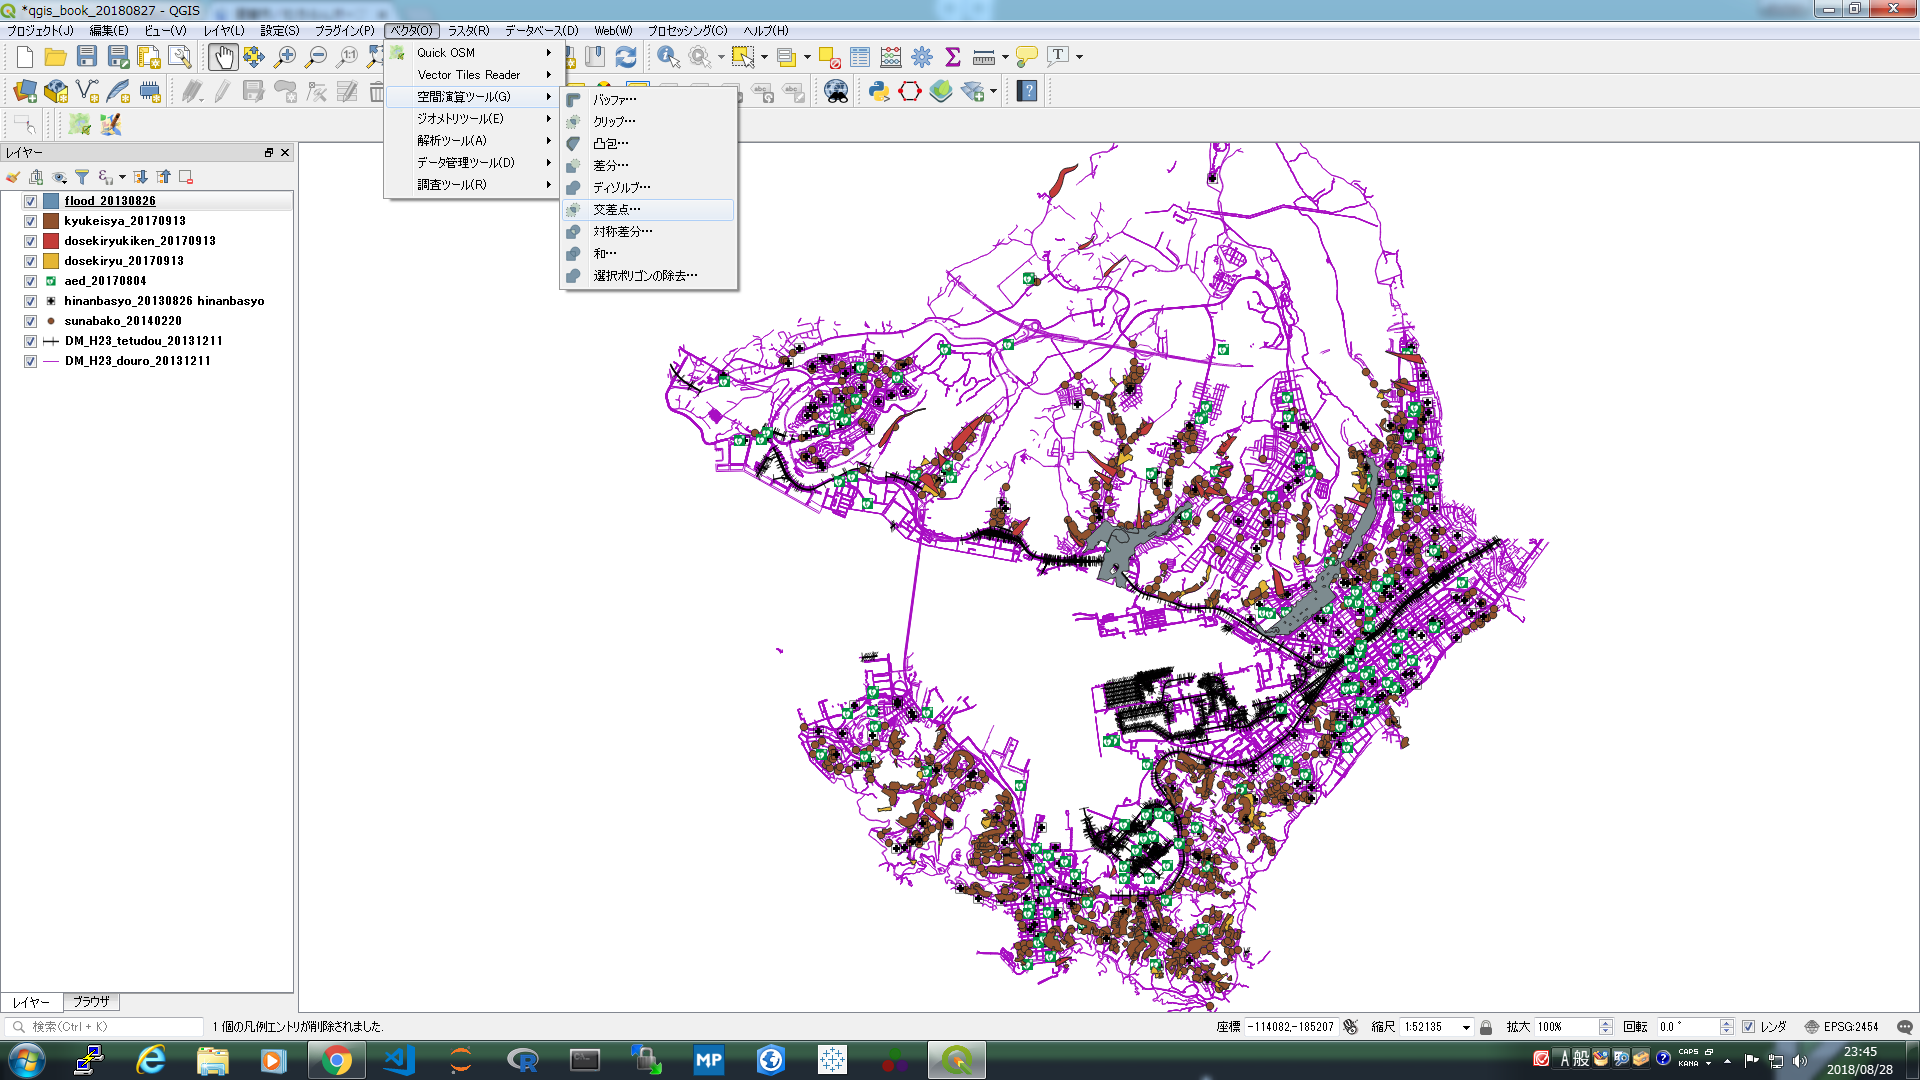 *qgis_book_20180827 - QGIS
プロジェクト(J) 編集(E) ビュー(V) レイヤ(L) 設定(S) プラグイン(P) ベクタ(O) ラスタ(R) データベース(D) Web(W) プロセッシング(C) ヘルプ(H)
Quick OSM
Vector Tiles Reader
空間演算ツール(G)
ジオメトリツール(E)
解析ツール(A)
データ管理ツール(D)
調査ツール(R)
バッファ…
クリップ…
凸包…
差分…
ディゾルブ…
交差点…
対称差分…
和…
選択ポリゴンの除去…
レイヤー
flood_20130826
kyukeisya_20170913
dosekiryukiken_20170913
dosekiryu_20170913
aed_20170804
hinanbasyo_20130826 hinanbasyo
sunabako_20140220
DM_H23_tetudou_20131211
DM_H23_douro_20131211
レイヤー ブラウザ
検索(Ctrl + K) 1 個の凡例エントリが削除されました. 座標 -114082,-185207 縮尺 1:52135 拡大 100% 回転 0.0 ° レンダ EPSG:2454
MP A 般 CAPS KANA
23:45
2018/08/28